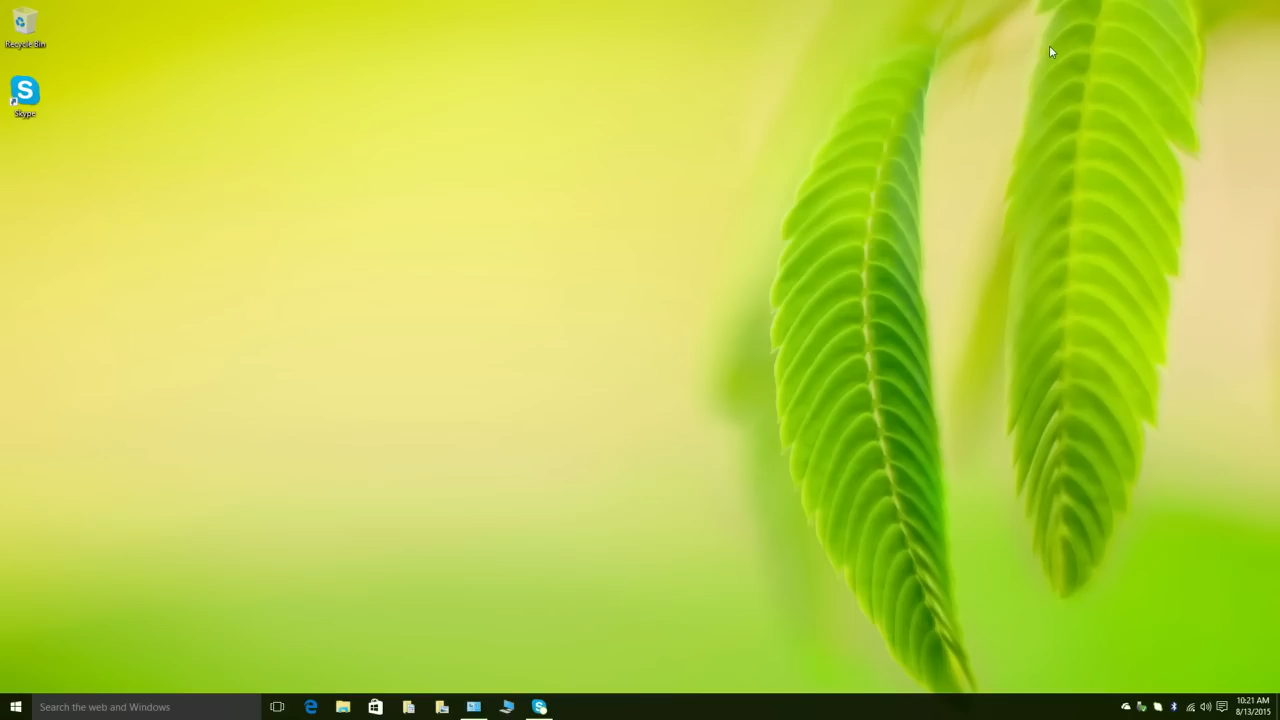 Recycle Bin
S
Skype
Search the web and Windows
10:21 AM
8/13/2015